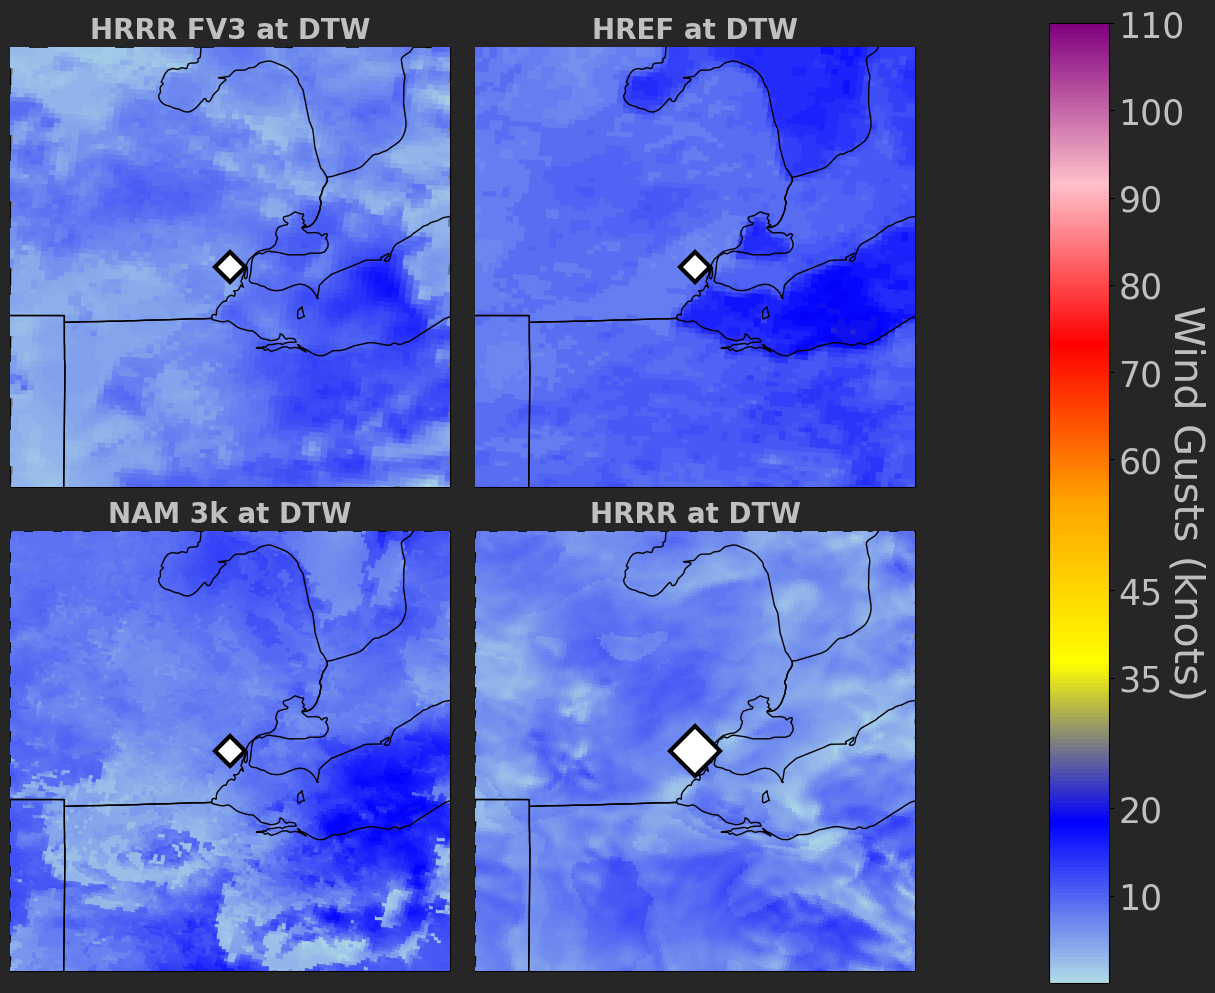 HRRR FV3 at DTW
HREF at DTW
NAM 3k at DTW
HRRR at DTW
110
100
90
80
70
60
45
35
20
10
Wind Gusts (knots)